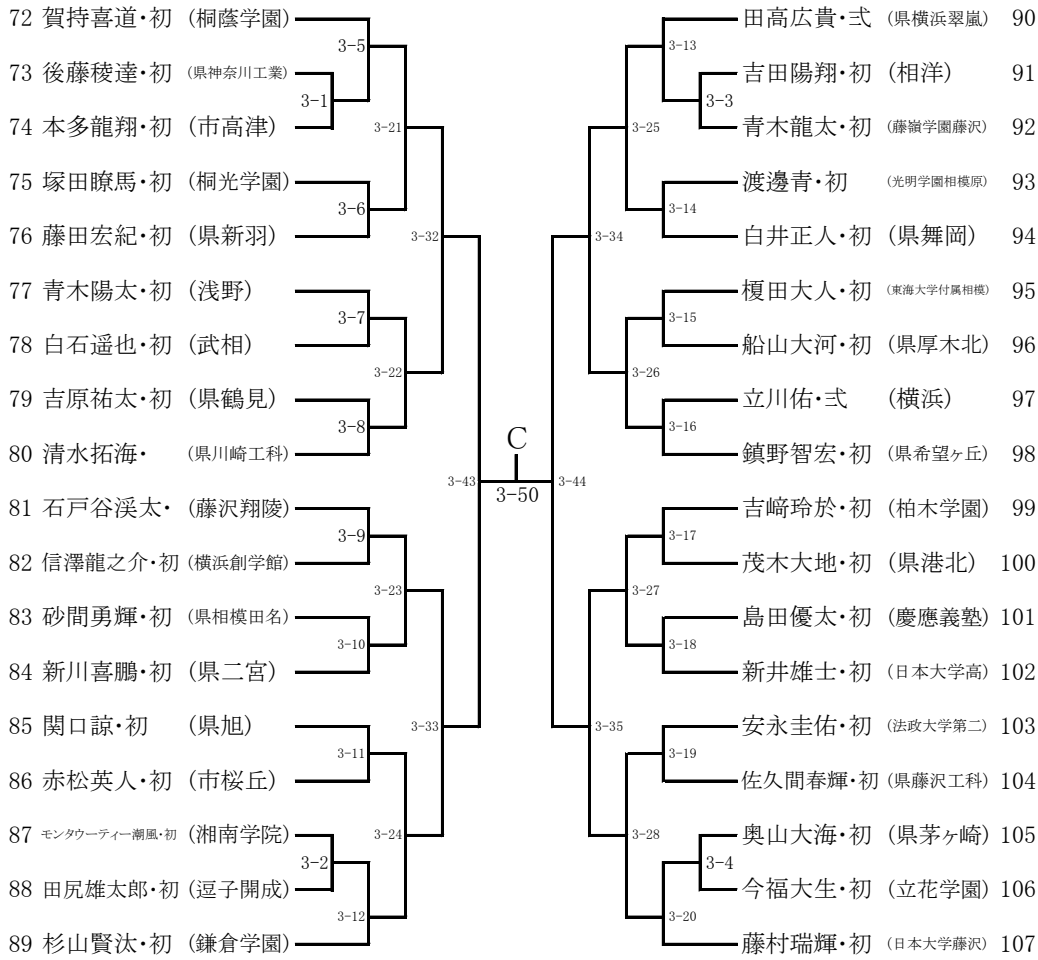 72 賀持喜道・初 (桐蔭学園)
3-5
73 後藤稜達・初 (県神奈川工業)
3-1
74 本多龍翔・初 (市高津)
3-21
75 塚田瞭馬・初 (桐光学園)
3-6
76 藤田宏紀・初 (県新羽)
3-32
77 青木陽太・初 (浅野)
3-7
78 白石遥也・初 (武相)
3-22
79 吉原祐太・初 (県鶴見)
3-8
80 清水拓海・ (県川崎工科)
3-43
81 石戸谷渓太・ (藤沢翔陵)
3-9
82 信澤龍之介・初 (横浜創学館)
3-23
83 砂間勇輝・初 (県相模田名)
3-10
84 新川喜鵬・初 (県二宮)
3-33
85 関口諒・初 (県旭)
3-11
86 赤松英人・初 (市桜丘)
3-24
87 モンタウーティー潮風・初 (湘南学院)
3-2
88 田尻雄太郎・初 (逗子開成)
3-12
89 杉山賢汰・初 (鎌倉学園)
C
3-50
田高広貴・弍 (県横浜翠嵐) 90
3-13
吉田陽翔・初 (相洋) 91
3-3
青木龍太・初 (藤嶺学園藤沢) 92
3-25
渡邊青・初 (光明学園相模原) 93
3-14
白井正人・初 (県舞岡) 94
3-34
榎田大人・初 (東海大学付属相模) 95
3-15
船山大河・初 (県厚木北) 96
3-26
立川佑・弍 (横浜) 97
3-16
鎮野智宏・初 (県希望ヶ丘) 98
3-44
吉﨑玲於・初 (柏木学園) 99
3-17
茂木大地・初 (県港北) 100
3-27
島田優太・初 (慶應義塾) 101
3-18
新井雄士・初 (日本大学高) 102
3-35
安永圭佑・初 (法政大学第二) 103
3-19
佐久間春輝・初 (県藤沢工科) 104
3-28
奥山大海・初 (県茅ヶ崎) 105
3-4
今福大生・初 (立花学園) 106
3-20
藤村瑞輝・初 (日本大学藤沢) 107